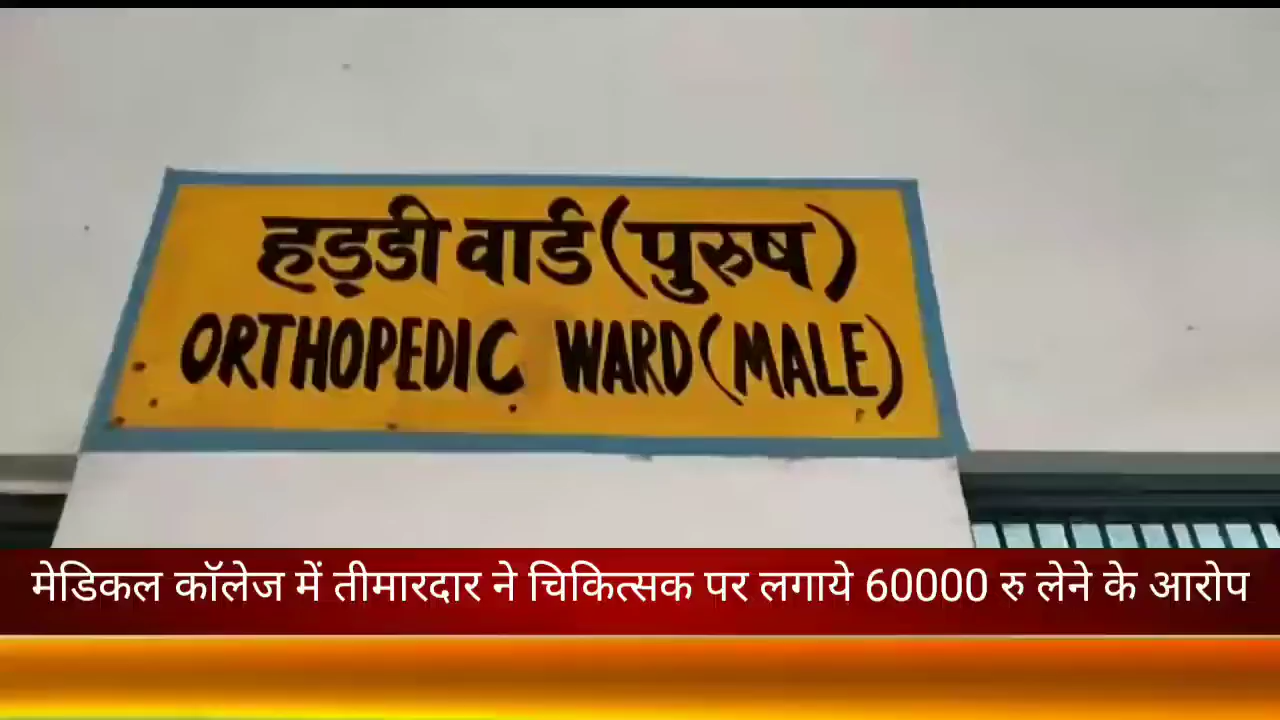 हड्डी वार्ड (पुरुष)
ORTHOPEDIC WARD (MALE)
मेडिकल कॉलेज में तीमारदार ने चिकित्सक पर लगाये 60000 रु लेने के आरोप